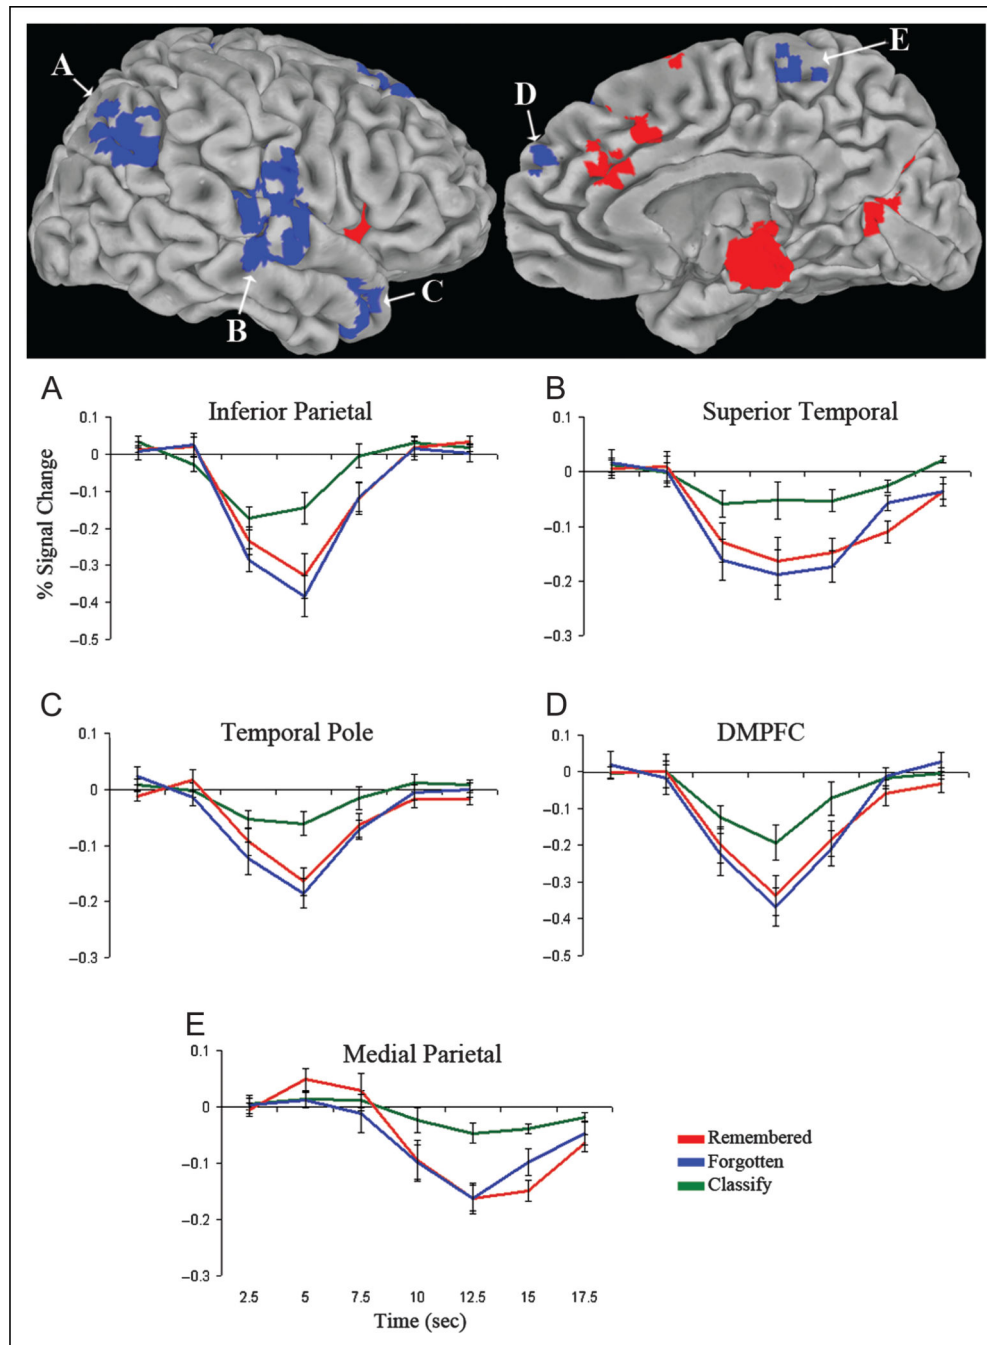 A
B
C
D
E
A
Inferior Parietal
0.1
0
−0.1
−0.2
−0.3
−0.4
−0.5
% Signal Change
B
Superior Temporal
0.1
0
−0.1
−0.2
−0.3
C
Temporal Pole
0.1
0
−0.1
−0.2
−0.3
D
DMPFC
0.1
0
−0.1
−0.2
−0.3
−0.4
−0.5
E
Medial Parietal
0.1
0
−0.1
−0.2
−0.3
2.5 5 7.5 10 12.5 15 17.5
Time (sec)
Remembered
Forgotten
Classify